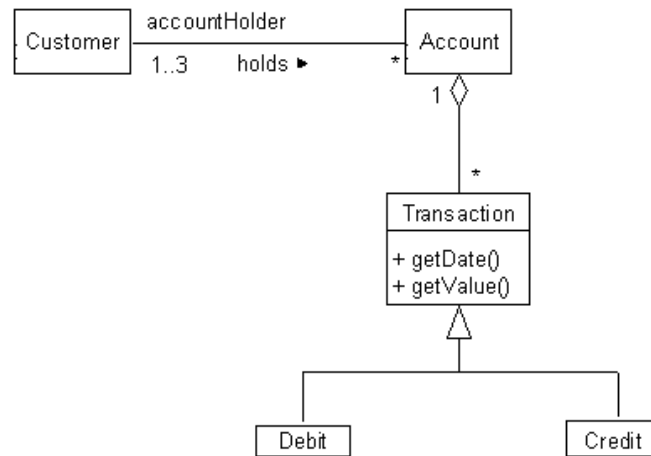 accountHolder
Customer
Account
1..3 holds ► *
1
*
Transaction
+ getDate()
+ getValue()
Debit
Credit